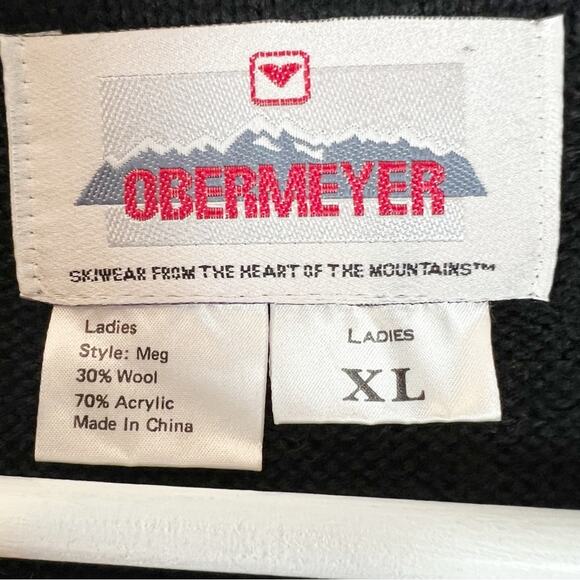 OBERMEYER
SKIWEAR FROM THE HEART OF THE MOUNTAINS™
Ladies
Style: Meg
30% Wool
70% Acrylic
Made In China
LADIES
XL